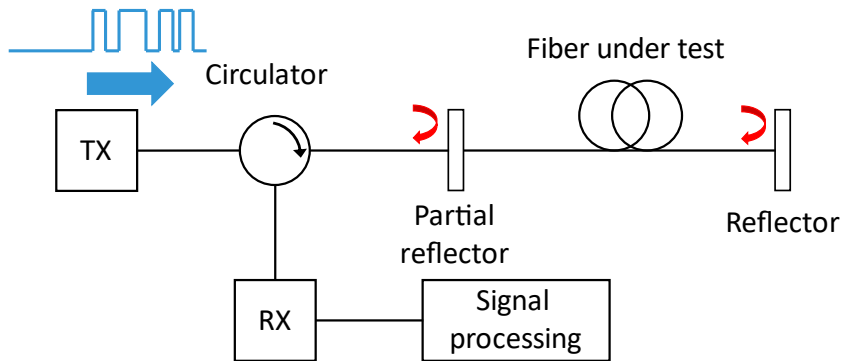 Circulator
Fiber under test
TX
Partial
reflector
Reflector
RX
Signal
processing